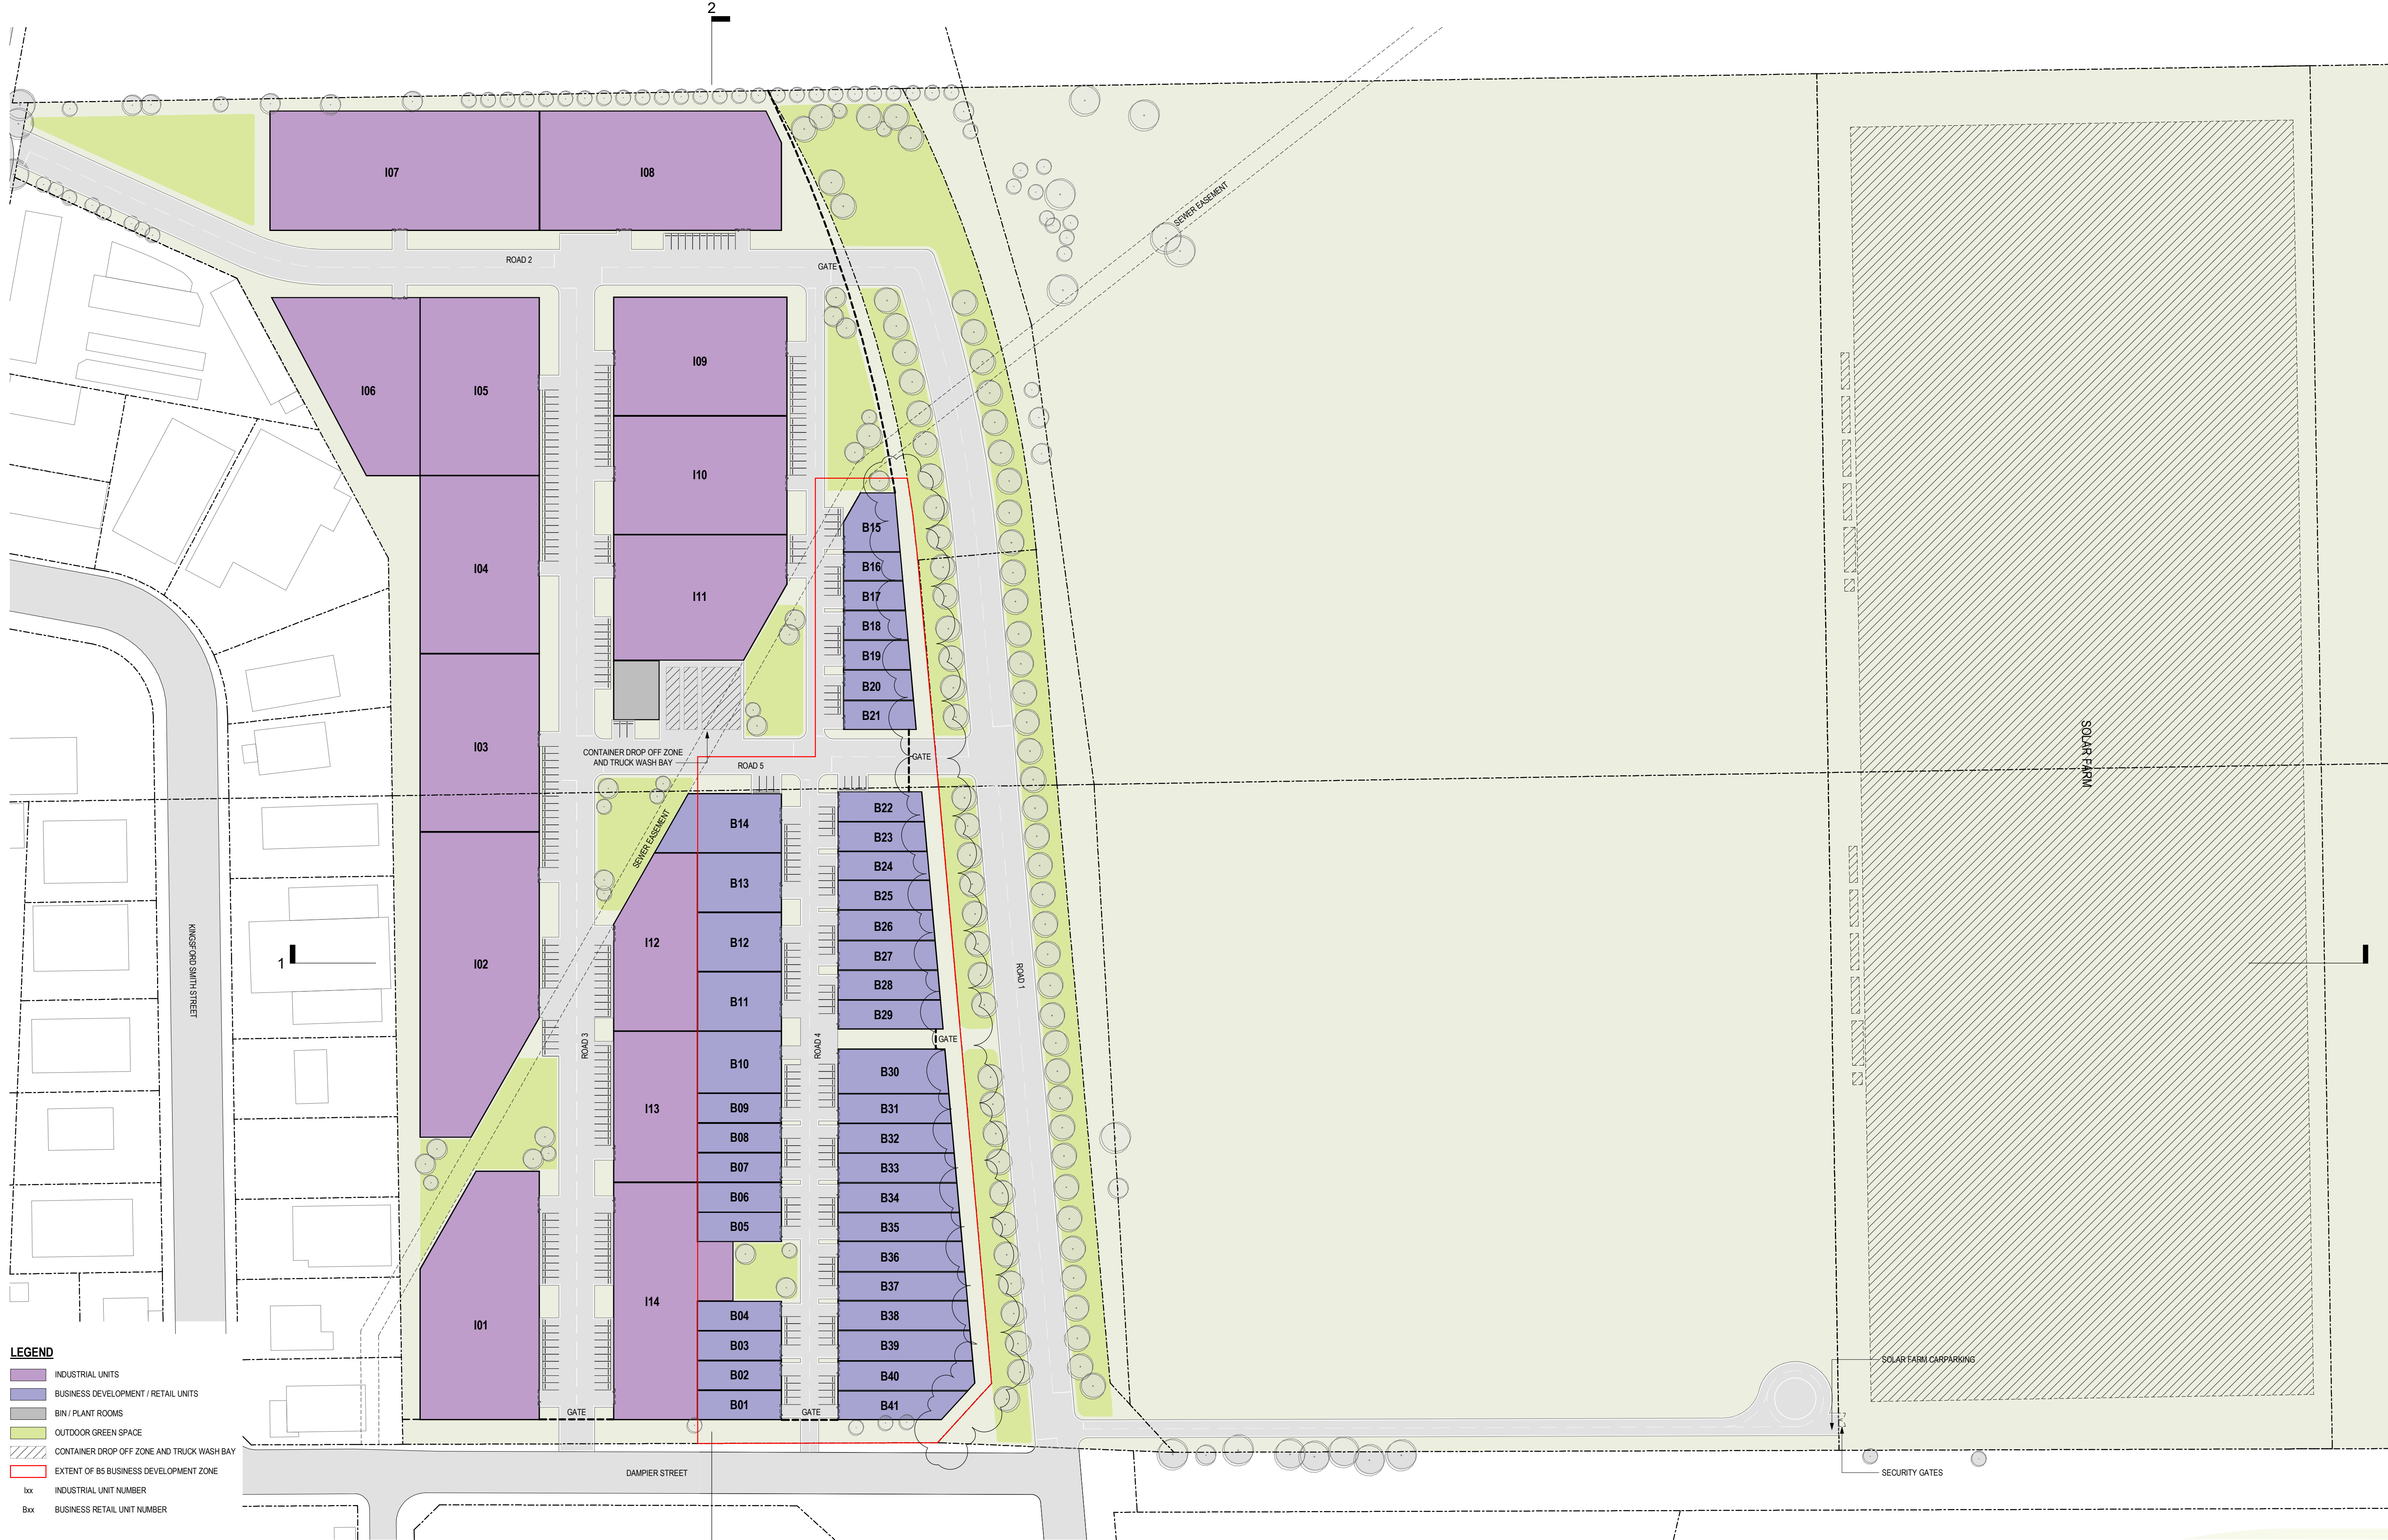 2
I07
I08
ROAD 2
GATE
SEWER EASEMENT
I06
I05
I09
I10
B15
I04
B16
I11
B17
B18
B19
B20
B21
I03
CONTAINER DROP OFF ZONE
AND TRUCK WASH BAY
ROAD 5
GATE
SOLAR FARM
B22
B14
B23
SEWER EASEMENT
B24
B13
B25
B26
I12
B12
B27
KINGSFORD SMITH STREET
1
I02
ROAD 1
B28
B11
B29
ROAD 3
ROAD 4
GATE
B10
B30
I13
B09
B31
B08
B32
B07
B33
B06
B34
B05
B35
B36
B37
I14
B04
B38
I01
B03
B39
B02
B40
B01
B41
GATE
GATE
SOLAR FARM CARPARKING
SECURITY GATES
DAMPIER STREET
LEGEND
INDUSTRIAL UNITS
BUSINESS DEVELOPMENT / RETAIL UNITS
BIN / PLANT ROOMS
OUTDOOR GREEN SPACE
CONTAINER DROP OFF ZONE AND TRUCK WASH BAY
EXTENT OF B5 BUSINESS DEVELOPMENT ZONE
Ixx INDUSTRIAL UNIT NUMBER
Bxx BUSINESS RETAIL UNIT NUMBER